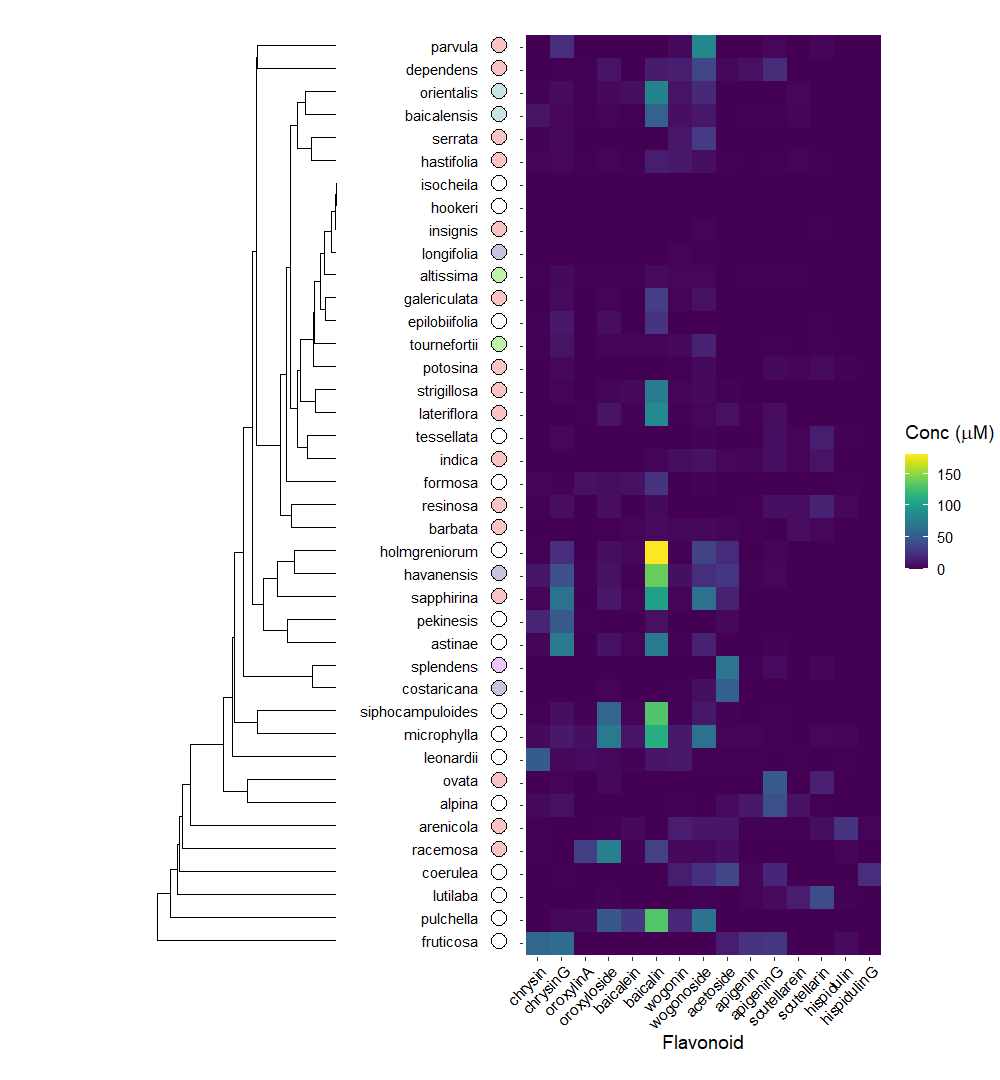 parvula
dependens
orientalis
baicalensis
serrata
hastifolia
isocheila
hookeri
insignis
longifolia
altissima
galericulata
epilobiifolia
tournefortii
potosina
strigillosa
lateriflora
tessellata
indica
formosa
resinosa
barbata
holmgreniorum
havanensis
sapphirina
pekinesis
astinae
splendens
costaricana
siphocampuloides
microphylla
leonardii
ovata
alpina
arenicola
racemosa
coerulea
lutilaba
pulchella
fruticosa
Conc (μM)
150
100
50
0
chrysin
chrysinG
oroxylinA
oroxyloside
baicalein
baicalin
wogonin
wogonoside
acetoside
apigenin
apigeninG
scutellarein
scutellarin
hispidulin
hispidulinG
Flavonoid